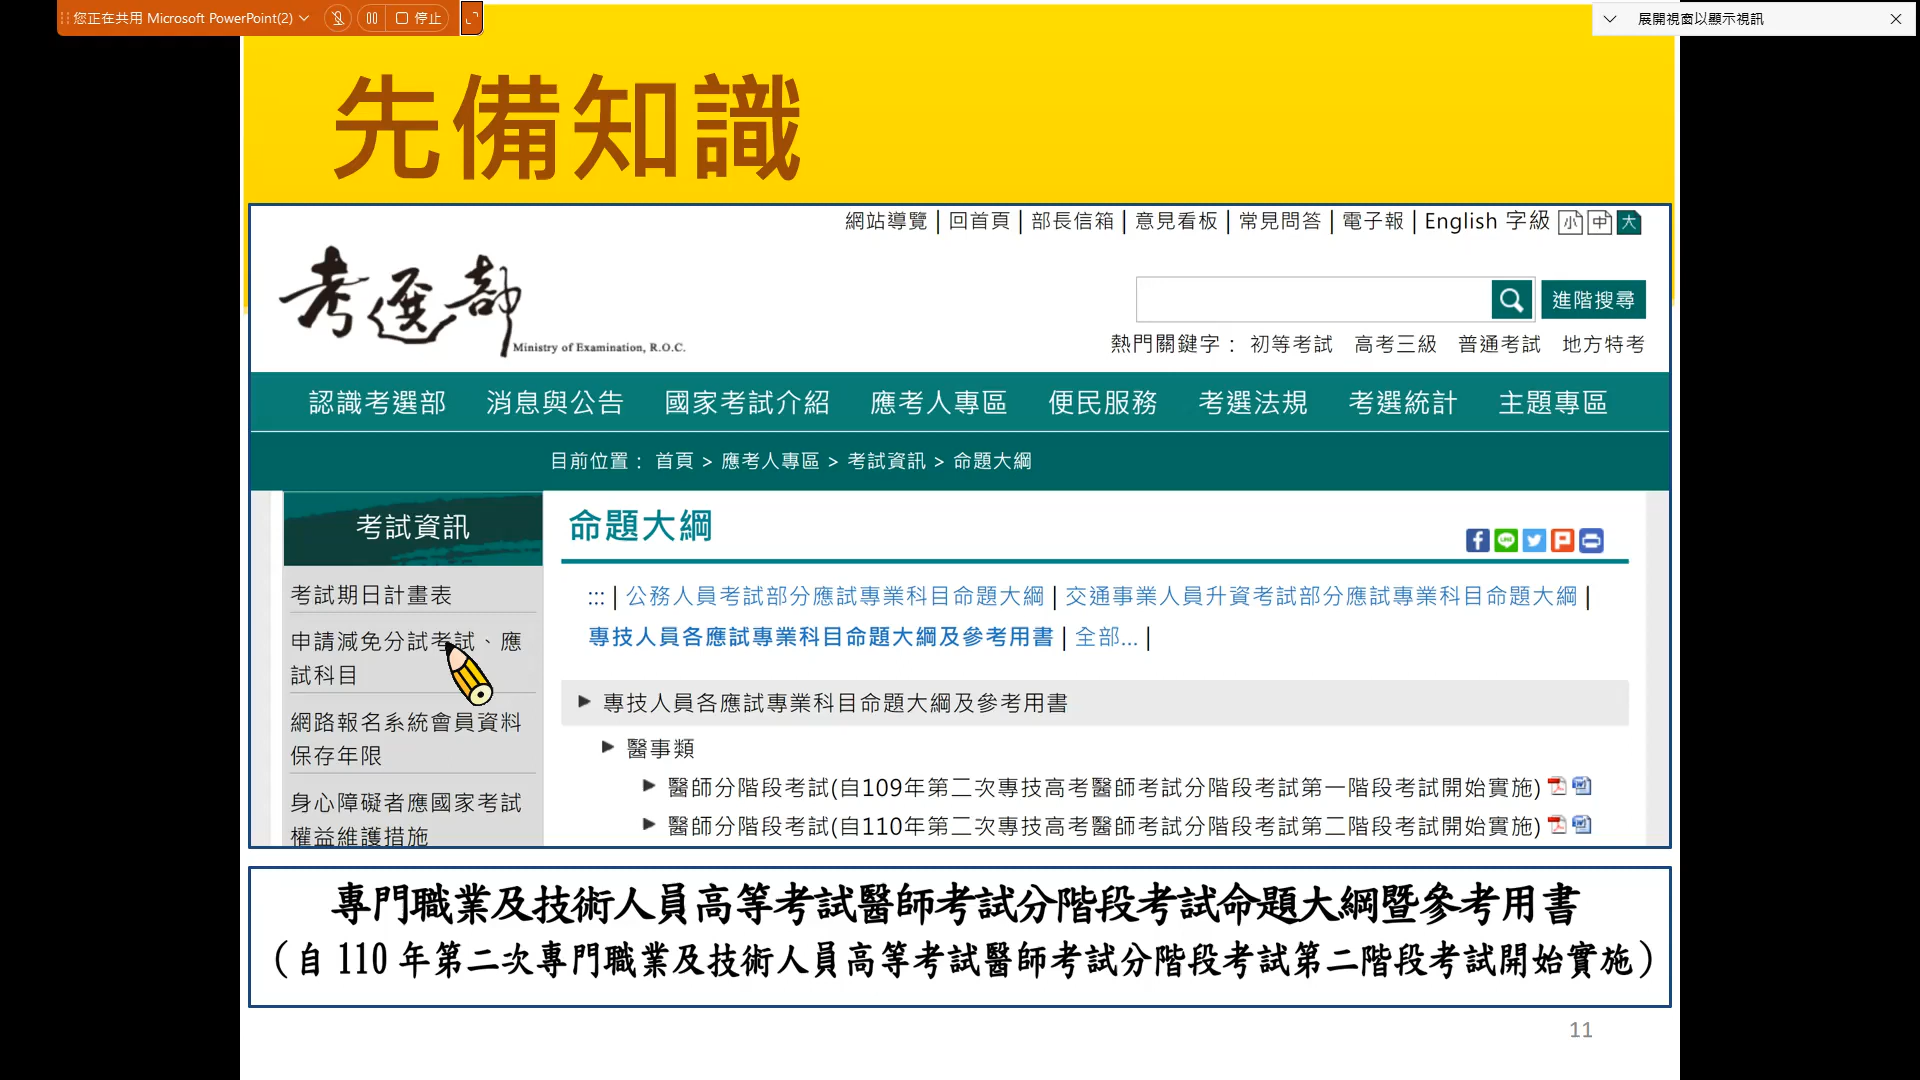 您正在共用 Microsoft PowerPoint(2)
停止
展開視窗以顯示視訊
先備知識
網站導覽 | 回首頁 | 部長信箱 | 意見看板 | 常見問答 | 電子報 | English 字級 小 中 大
考選部
Ministry of Examination, R.O.C.
進階搜尋
熱門關鍵字： 初等考試 高考三級 普通考試 地方特考
認識考選部 消息與公告 國家考試介紹 應考人專區 便民服務 考選法規 考選統計 主題專區
目前位置： 首頁 > 應考人專區 > 考試資訊 > 命題大綱
考試資訊
考試期日計畫表
申請減免分試考試、應
試科目
網路報名系統會員資料
保存年限
身心障礙者應國家考試
權益維護措施
命題大綱
::: | 公務人員考試部分應試專業科目命題大綱 | 交通事業人員升資考試部分應試專業科目命題大綱 |
專技人員各應試專業科目命題大綱及參考用書 | 全部... |
專技人員各應試專業科目命題大綱及參考用書
醫事類
醫師分階段考試(自109年第二次專技高考醫師考試分階段考試第一階段考試開始實施)
醫師分階段考試(自110年第二次專技高考醫師考試分階段考試第二階段考試開始實施)
專門職業及技術人員高等考試醫師考試分階段考試命題大綱暨參考用書
（自 110 年第二次專門職業及技術人員高等考試醫師考試分階段考試第二階段考試開始實施）
11